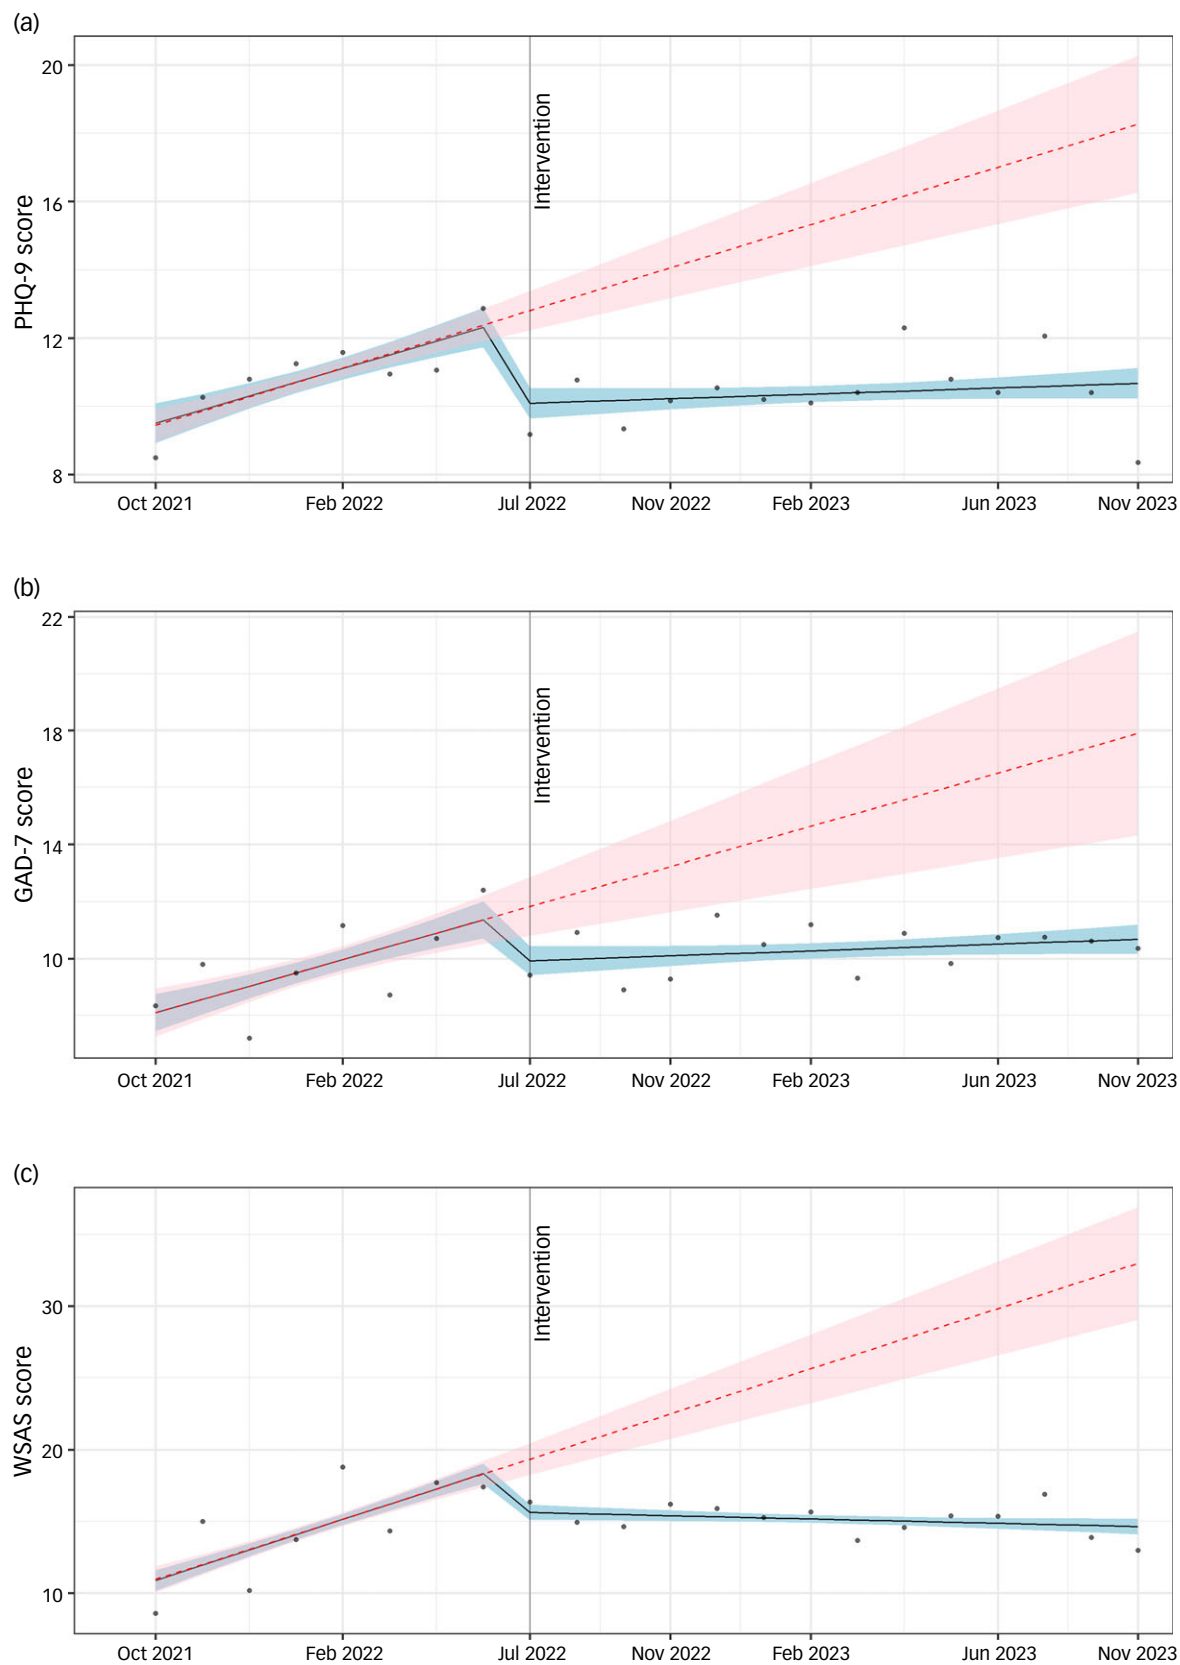 (a)
20
16
12
8
PHQ-9 score
Intervention
Oct 2021 Feb 2022 Jul 2022 Nov 2022 Feb 2023 Jun 2023 Nov 2023
(b)
22
18
14
10
GAD-7 score
Intervention
Oct 2021 Feb 2022 Jul 2022 Nov 2022 Feb 2023 Jun 2023 Nov 2023
(c)
30
20
10
WSAS score
Intervention
Oct 2021 Feb 2022 Jul 2022 Nov 2022 Feb 2023 Jun 2023 Nov 2023